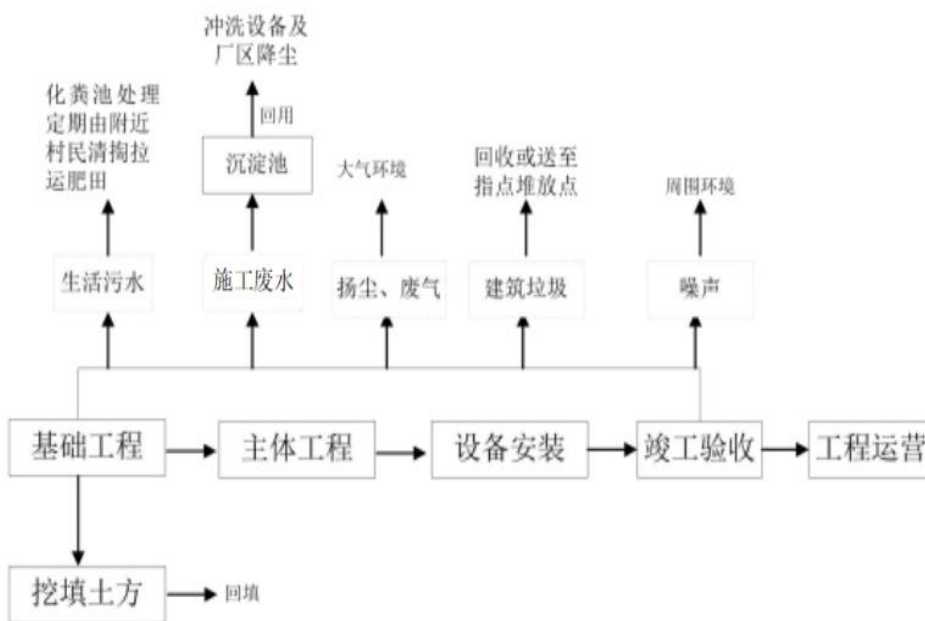 冲洗设备及
厂区降尘
化粪池处理
定期由附近
村民清掏拉
运肥田
回用
沉淀池
大气环境
回收或送至
指点堆放点
周围环境
生活污水
施工废水
扬尘、废气
建筑垃圾
噪声
基础工程
主体工程
设备安装
竣工验收
工程运营
挖填土方
回填